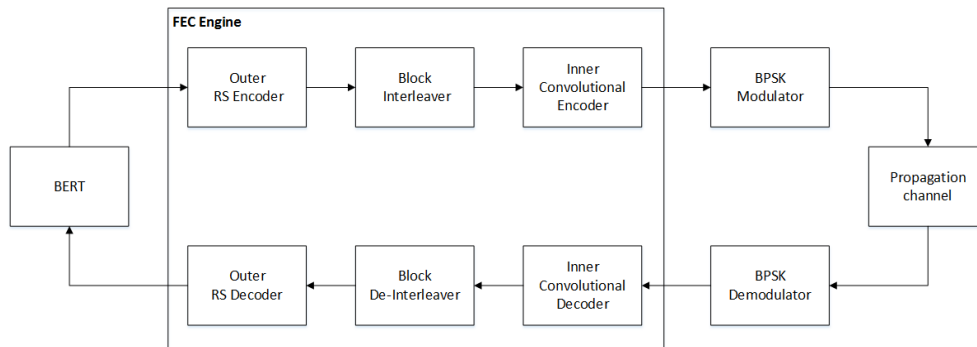 FEC Engine
Outer
RS Encoder
Block
Interleaver
Inner
Convolutional
Encoder
BPSK
Modulator
BERT
Propagation
channel
Outer
RS Decoder
Block
De-Interleaver
Inner
Convolutional
Decoder
BPSK
Demodulator